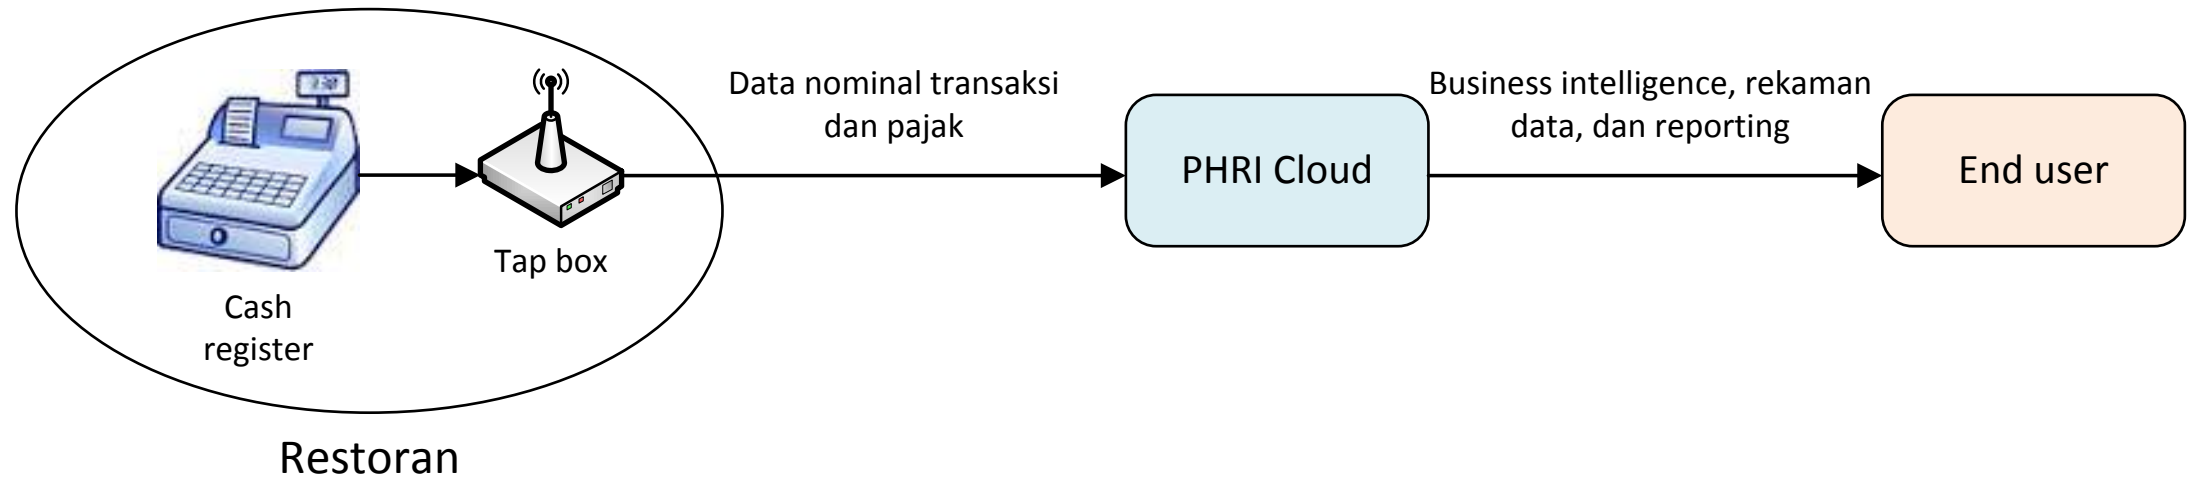 Data nominal transaksi
dan pajak
Business intelligence, rekaman
data, dan reporting
PHRI Cloud
End user
Tap box
Cash
register
Restoran